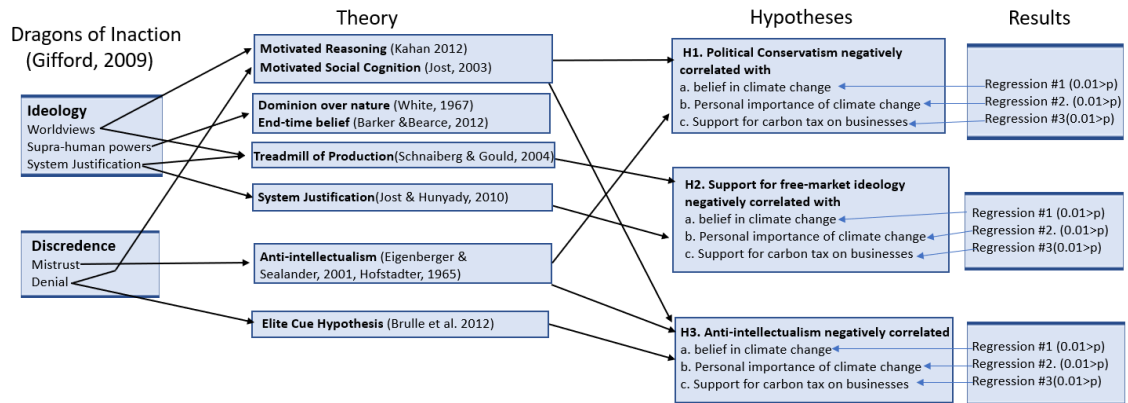 Dragons of Inaction
(Gifford, 2009)
Ideology
Worldviews
Supra-human powers
System Justification
Discredence
Mistrust
Denial
Theory
Motivated Reasoning (Kahan 2012)
Motivated Social Cognition (Jost, 2003)
Dominion over nature (White, 1967)
End-time belief (Barker &Bearce, 2012)
Treadmill of Production(Schnaiberg & Gould, 2004)
System Justification(Jost & Hunyady, 2010)
Anti-intellectualism (Eigenberger &
Sealander, 2001, Hofstadter, 1965)
Elite Cue Hypothesis (Brulle et al. 2012)
Hypotheses
H1. Political Conservatism negatively
correlated with
a. belief in climate change
b. Personal importance of climate change
c. Support for carbon tax on businesses
H2. Support for free-market ideology
negatively correlated with
a. belief in climate change
b. Personal importance of climate change
c. Support for carbon tax on businesses
H3. Anti-intellectualism negatively correlated
a. belief in climate change
b. Personal importance of climate change
c. Support for carbon tax on businesses
Results
Regression #1 (0.01>p)
Regression #2. (0.01>p)
Regression #3(0.01>p)
Regression #1 (0.01>p)
Regression #2. (0.01>p)
Regression #3(0.01>p)
Regression #1 (0.01>p)
Regression #2. (0.01>p)
Regression #3(0.01>p)